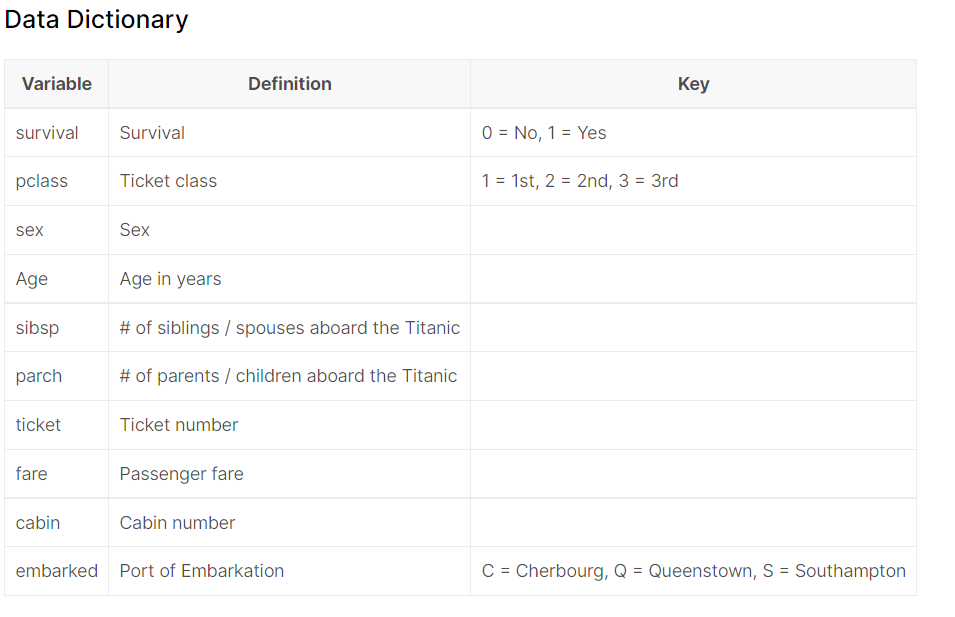 Data Dictionary
Variable Definition Key
survival Survival 0 = No, 1 = Yes
pclass Ticket class 1 = 1st, 2 = 2nd, 3 = 3rd
sex Sex
Age Age in years
sibsp # of siblings / spouses aboard the Titanic
parch # of parents / children aboard the Titanic
ticket Ticket number
fare Passenger fare
cabin Cabin number
embarked Port of Embarkation C = Cherbourg, Q = Queenstown, S = Southampton